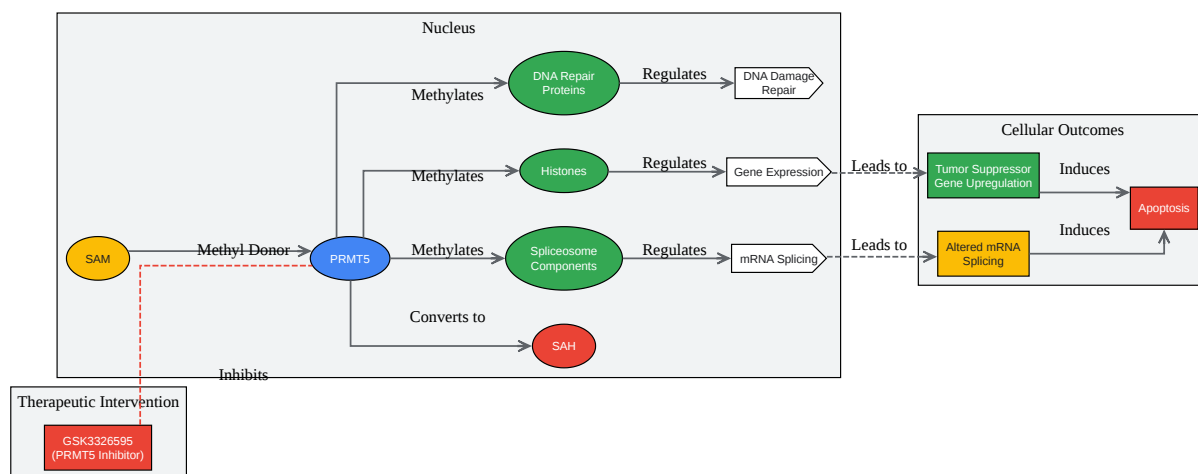 Nucleus
DNA Repair
Proteins
Regulates
DNA Damage
Repair
Methylates
Cellular Outcomes
Histones
Regulates
Gene Expression
Leads to
Tumor Suppressor
Gene Upregulation
Induces
Methylates
Apoptosis
SAM
Methyl Donor
PRMT5
Methylates
Spliceosome
Components
Regulates
mRNA Splicing
Leads to
Altered mRNA
Splicing
Induces
Converts to
SAH
Inhibits
Therapeutic Intervention
GSK3326595
(PRMT5 Inhibitor)